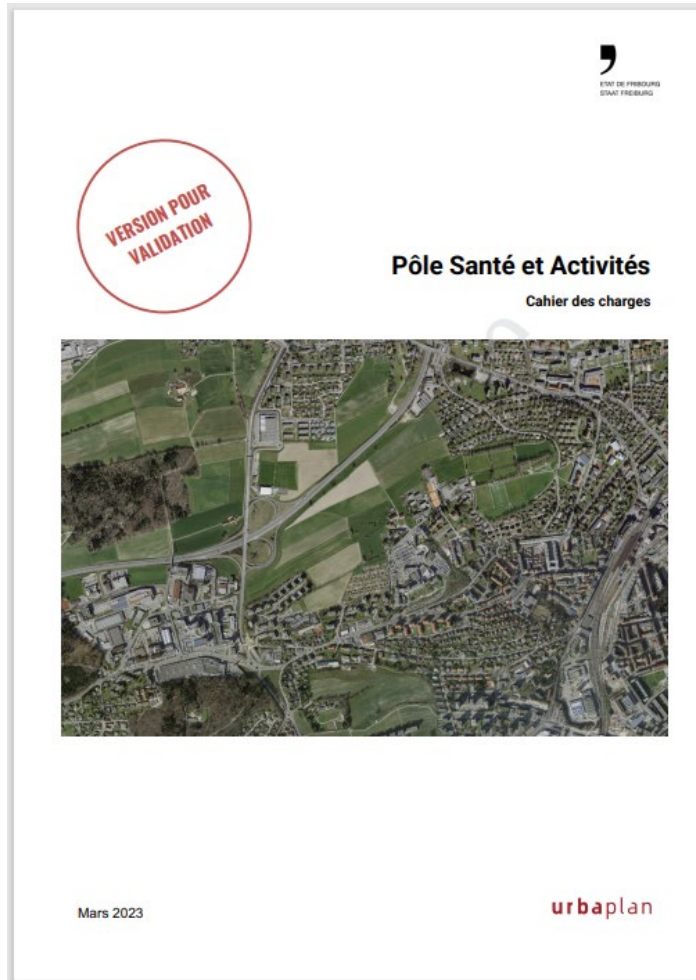 ETAT DE FRIBOURG
STAAT FREIBURG
VERSION POUR
VALIDATION
Pôle Santé et Activités
Cahier des charges
Mars 2023
urbaplan